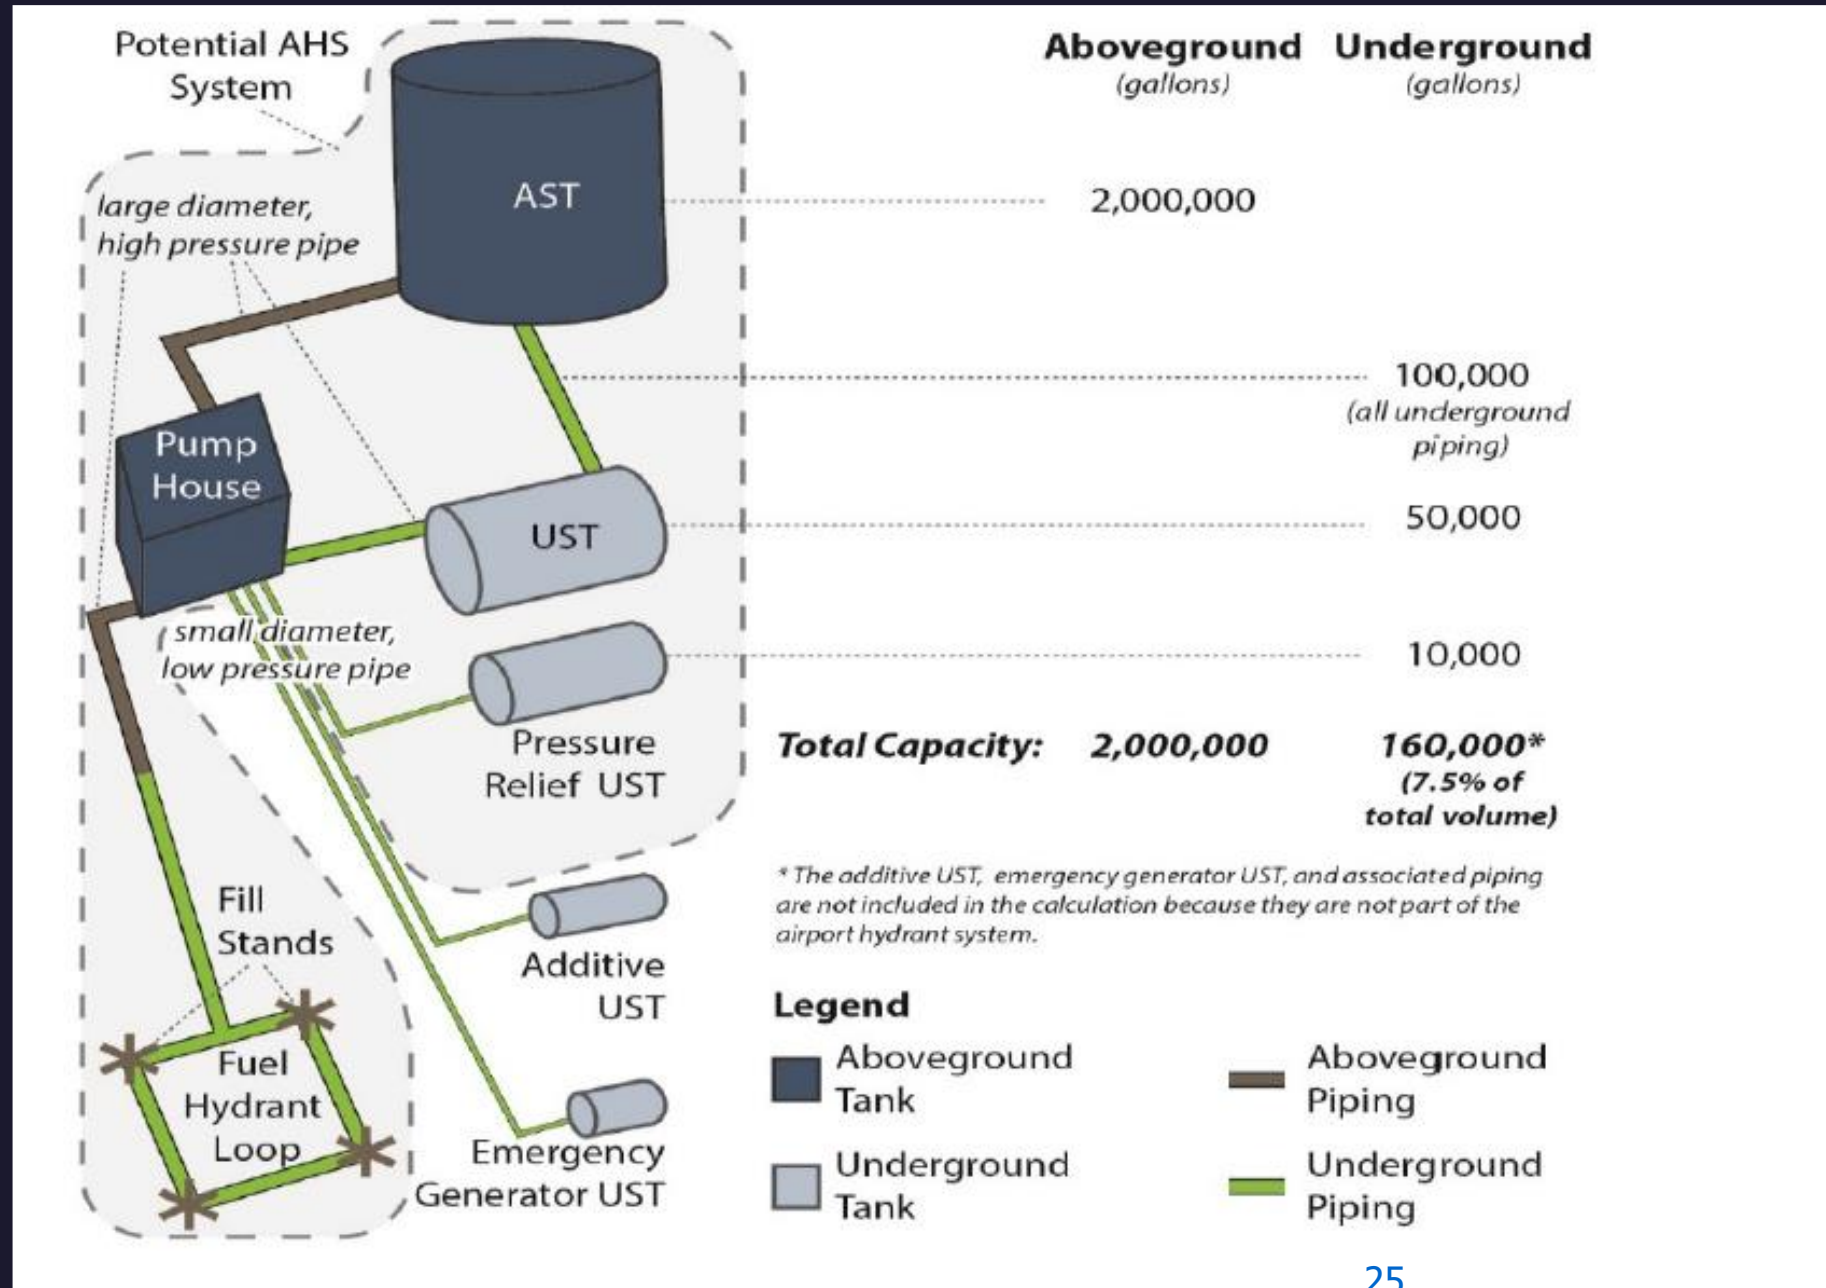 Potential AHS
System
Aboveground
(gallons)
Underground
(gallons)
AST
2,000,000
large diameter,
high pressure pipe
100,000
(all underground
piping)
Pump
House
UST
50,000
small diameter,
low pressure pipe
10,000
Pressure
Relief UST
Total Capacity: 2,000,000 160,000*
(7.5% of
total volume)
* The additive UST, emergency generator UST, and associated piping
are not included in the calculation because they are not part of the
airport hydrant system.
Fill
Stands
Additive
UST
Fuel
Hydrant
Loop
Emergency
Generator UST
Legend
Aboveground
Tank
Aboveground
Piping
Underground
Tank
Underground
Piping
25